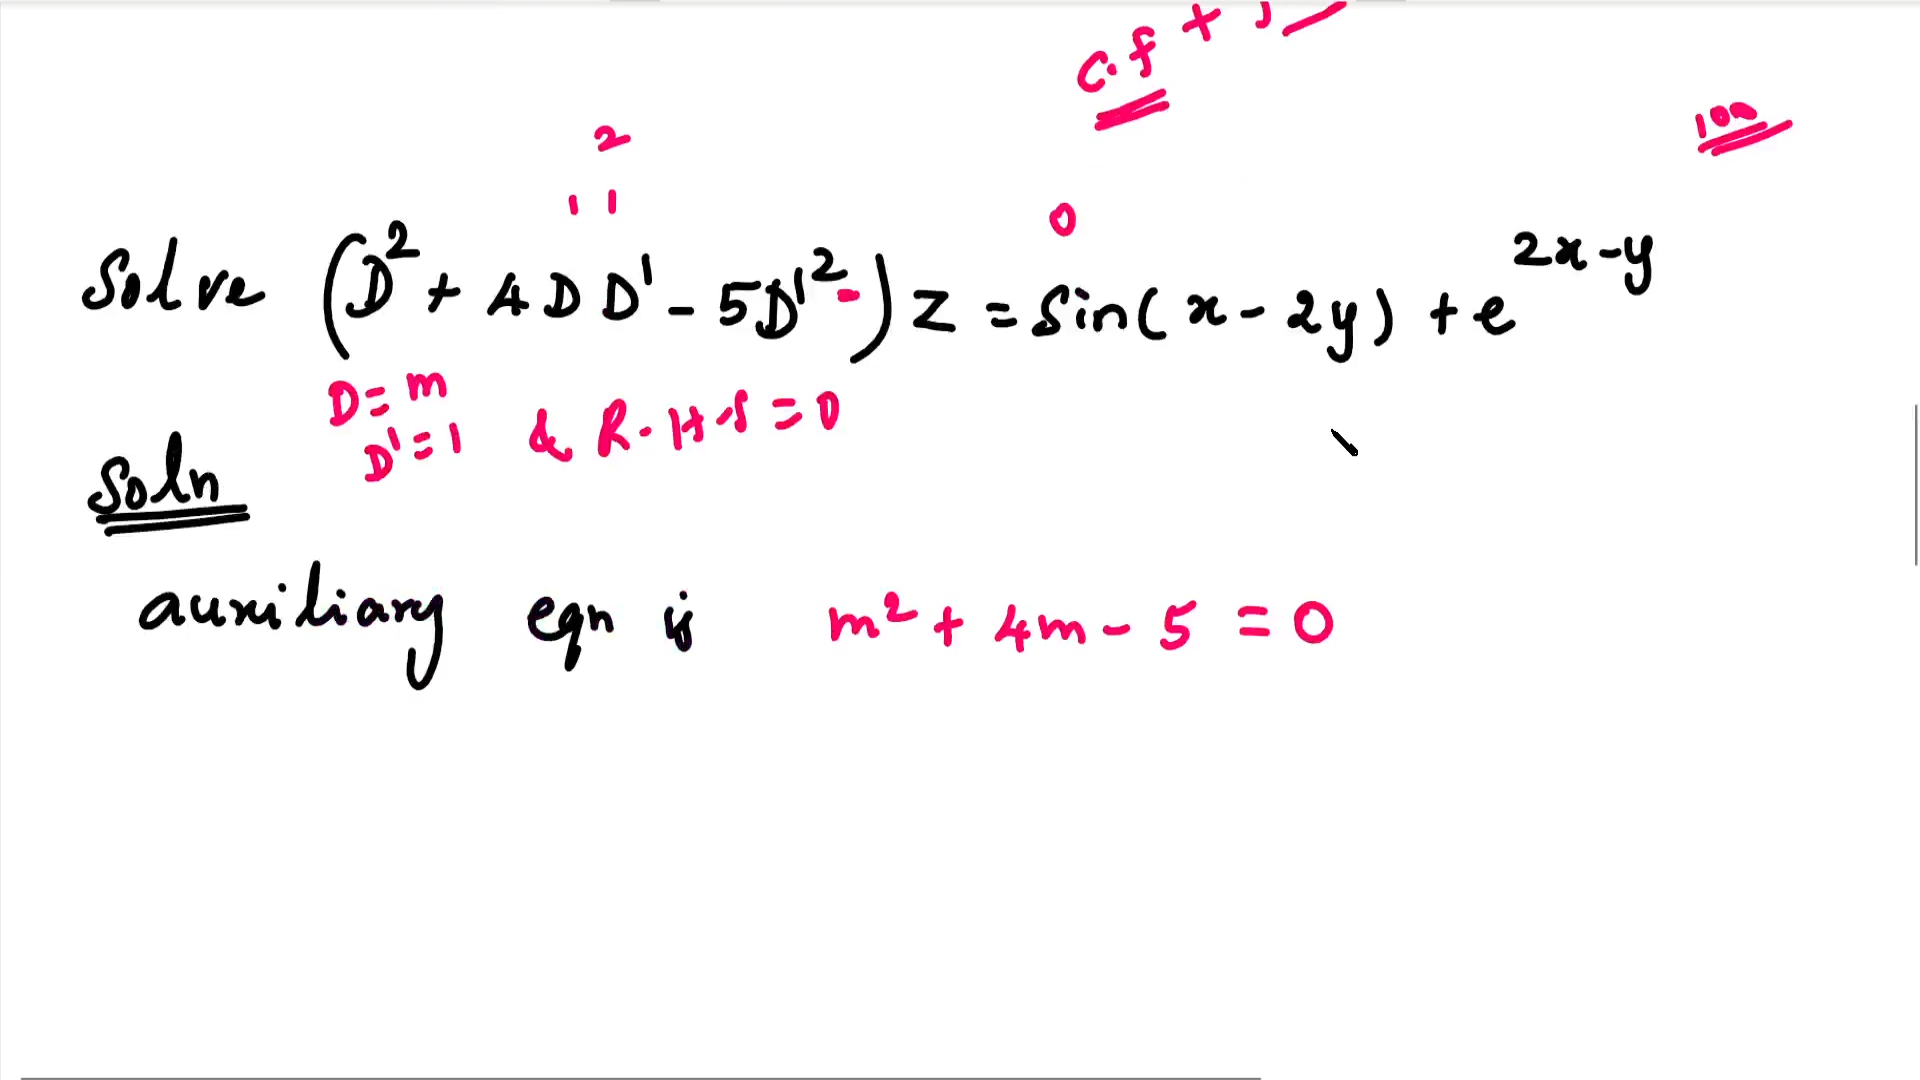 C.f +
100
2
1 1
0
Solve (D² + 4DD' - 5D'²) z = Sin(x - 2y) + e^{2x-y}
D = m
D' = 1 & R.H.S = 0
Soln
auxiliary eqn is m² + 4m - 5 = 0